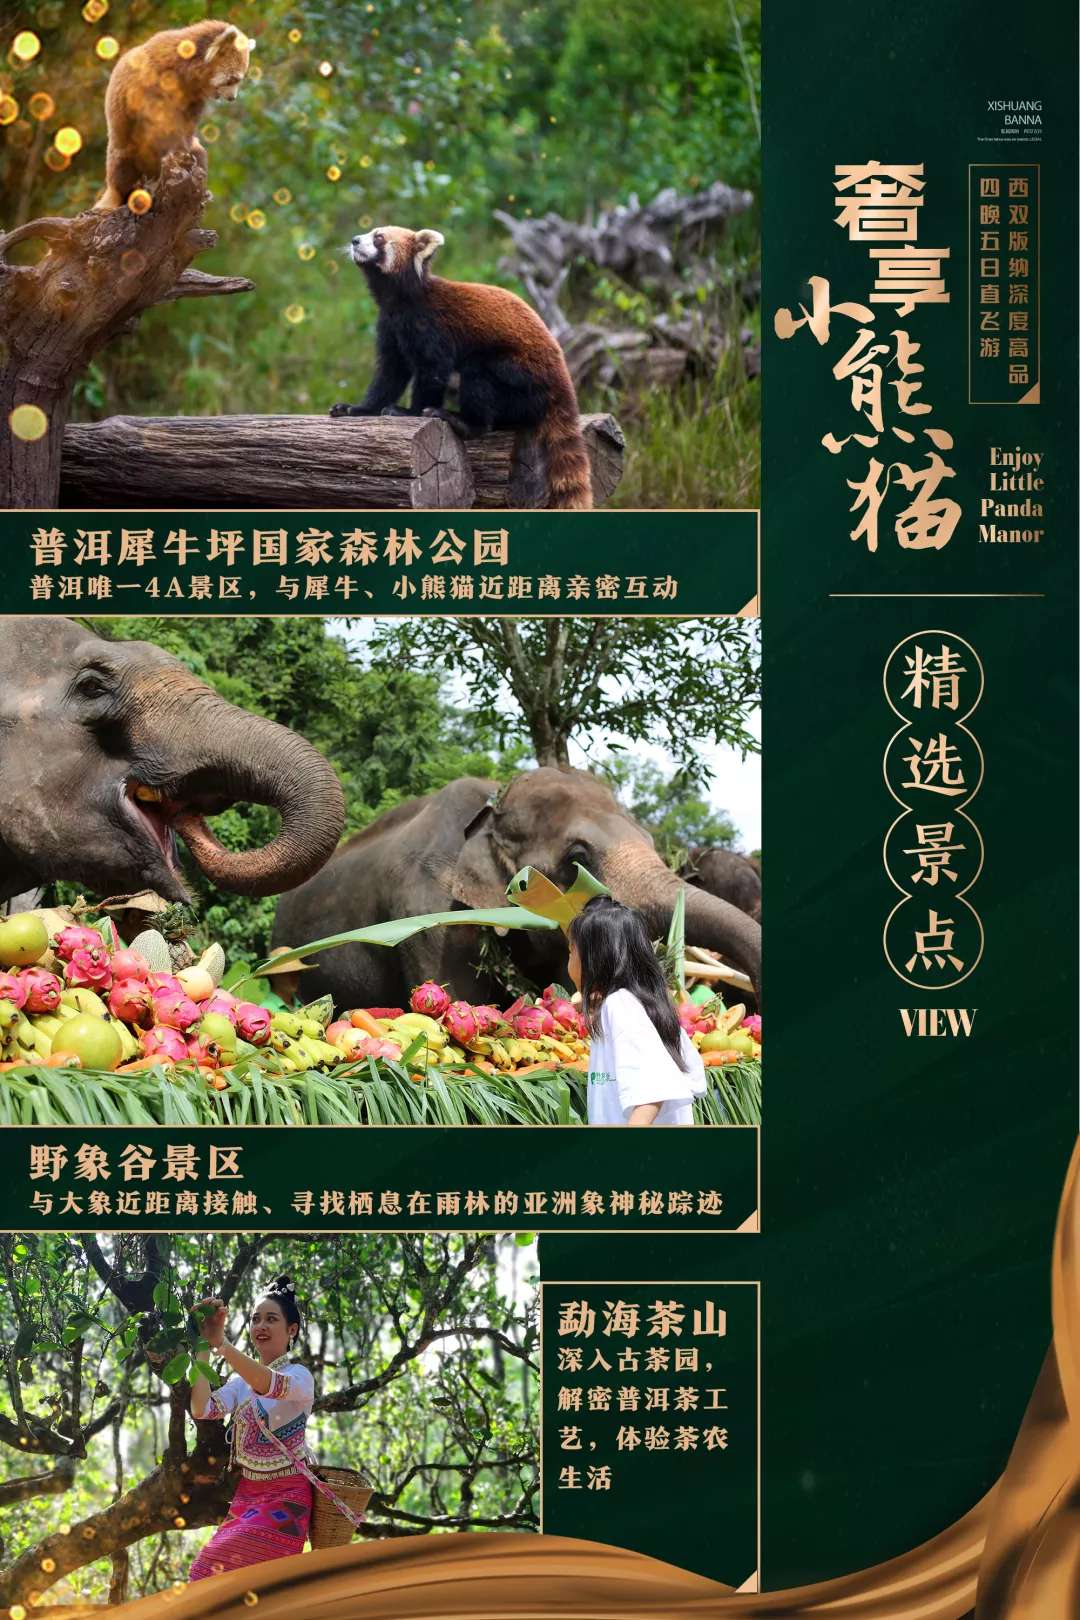 XISHUANG
BANNA
西双版纳深度高品
四晚五日直飞游
奢享
小熊猫
Enjoy
Little
Panda
Manor
精选景点
VIEW
普洱犀牛坪国家森林公园
普洱唯一4A景区，与犀牛、小熊猫近距离亲密互动
野象谷景区
与大象近距离接触、寻找栖息在雨林的亚洲象神秘踪迹
勐海茶山
深入古茶园，
解密普洱茶工
艺，体验茶农
生活